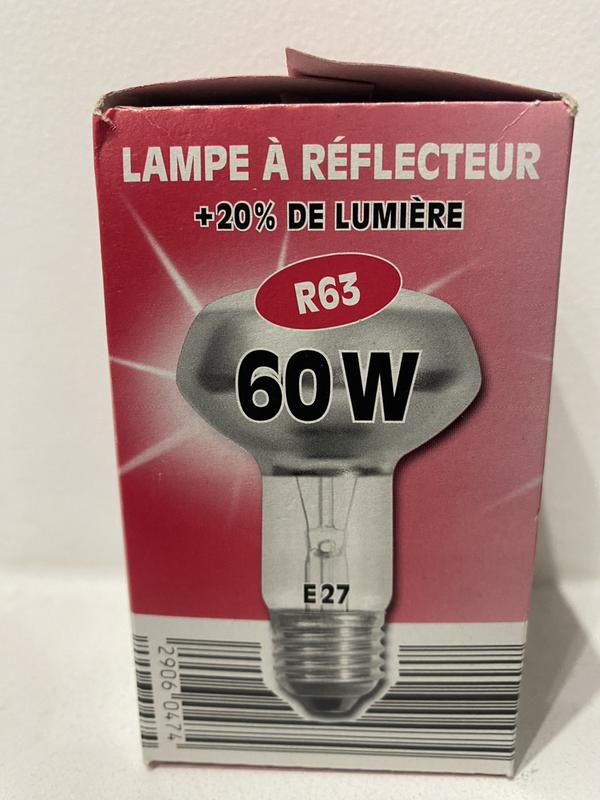 LAMPE À RÉFLECTEUR
+20% DE LUMIÈRE
R63
60 W
E27
2906 0474